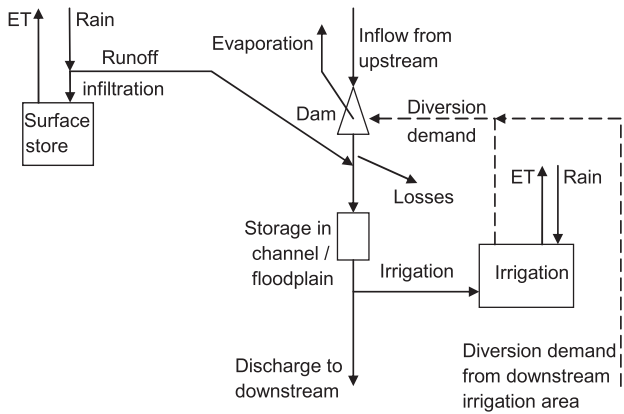 ET
Rain
Runoff
infiltration
Surface
store
Evaporation
Inflow from
upstream
Dam
Diversion
demand
Losses
ET
Rain
Storage in
channel /
floodplain
Irrigation
Irrigation
Discharge to
downstream
Diversion demand
from downstream
irrigation area